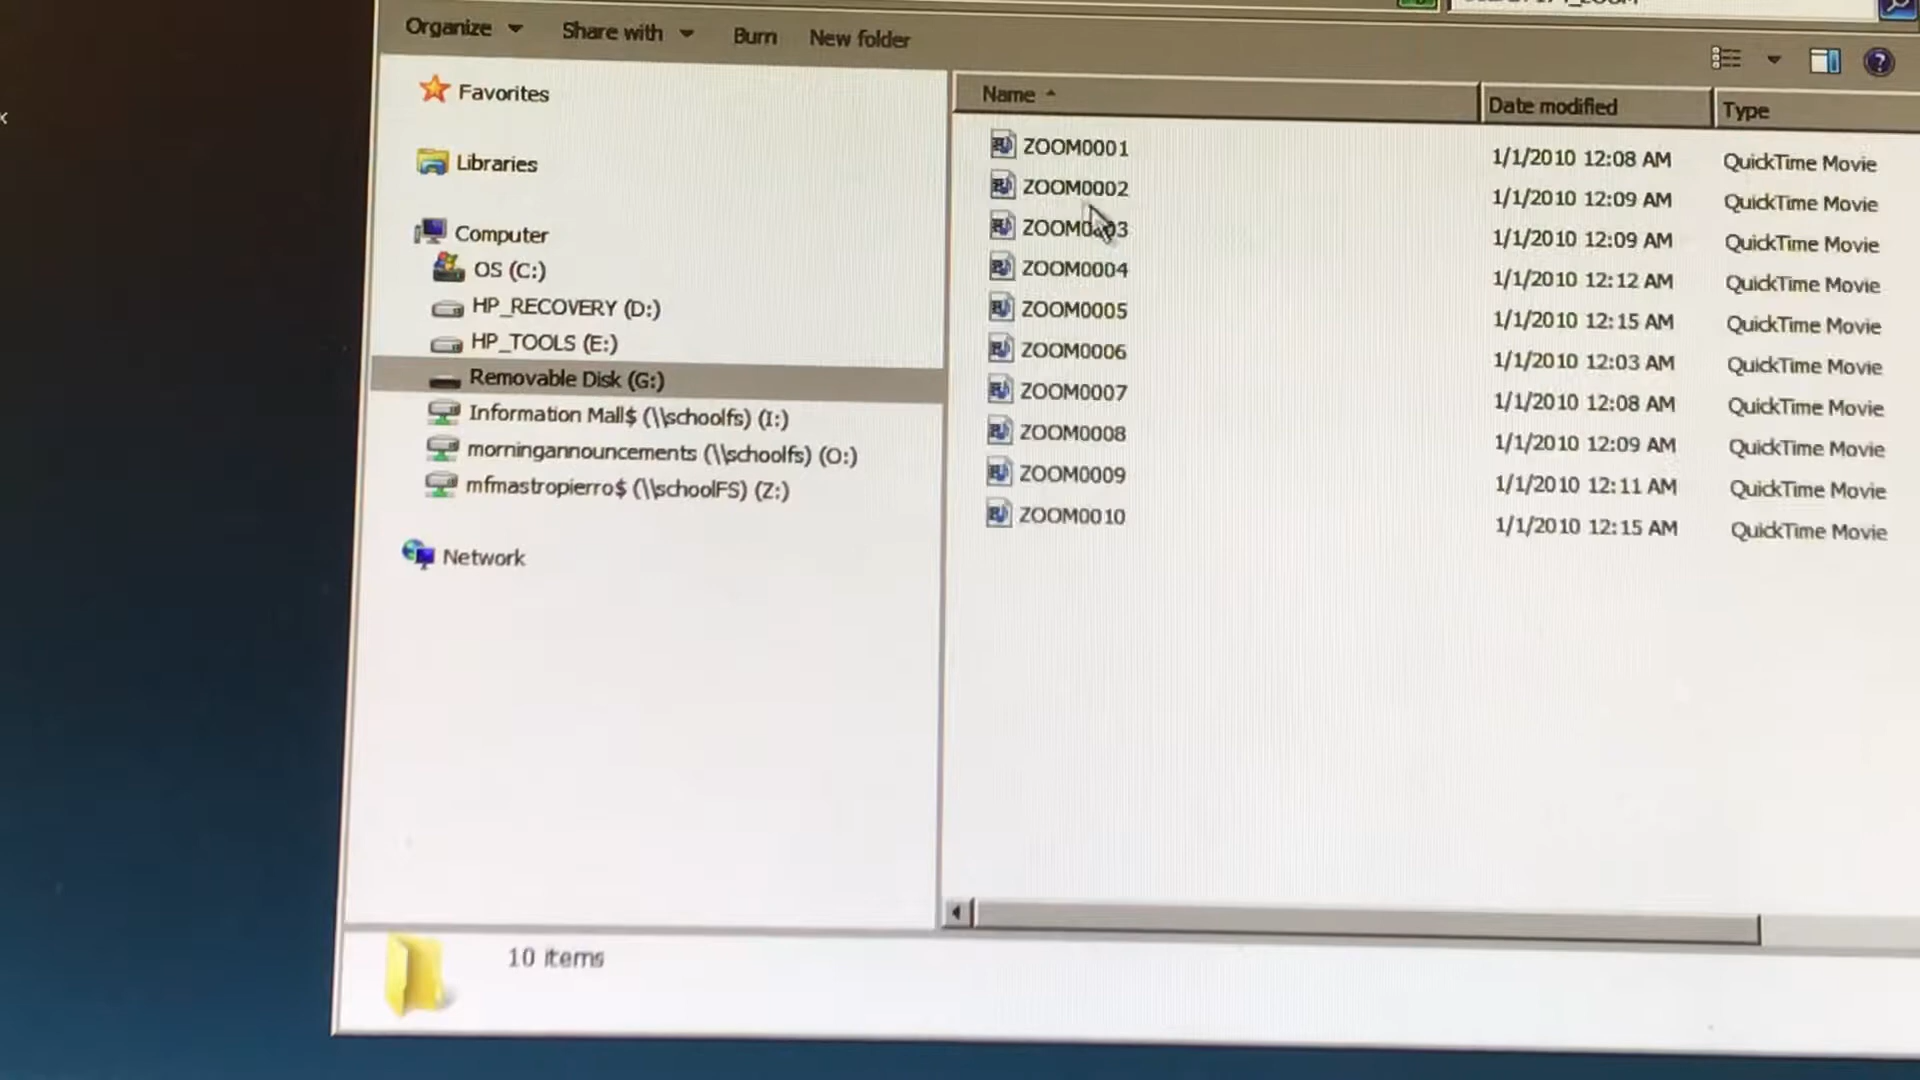 Organize Share with Burn New folder
Favorites
Libraries
Computer
OS (C:)
HP_RECOVERY (D:)
HP_TOOLS (E:)
Removable Disk (G:)
Information Mall$ (\\schoolfs) (I:)
morningannouncements (\\schoolfs) (O:)
mfmastropierro$ (\\schoolFS) (Z:)
Network
Name Date modified Type
ZOOM0001 1/1/2010 12:08 AM QuickTime Movie
ZOOM0002 1/1/2010 12:09 AM QuickTime Movie
ZOOM0003 1/1/2010 12:09 AM QuickTime Movie
ZOOM0004 1/1/2010 12:12 AM QuickTime Movie
ZOOM0005 1/1/2010 12:15 AM QuickTime Movie
ZOOM0006 1/1/2010 12:03 AM QuickTime Movie
ZOOM0007 1/1/2010 12:08 AM QuickTime Movie
ZOOM0008 1/1/2010 12:09 AM QuickTime Movie
ZOOM0009 1/1/2010 12:11 AM QuickTime Movie
ZOOM0010 1/1/2010 12:15 AM QuickTime Movie
10 items